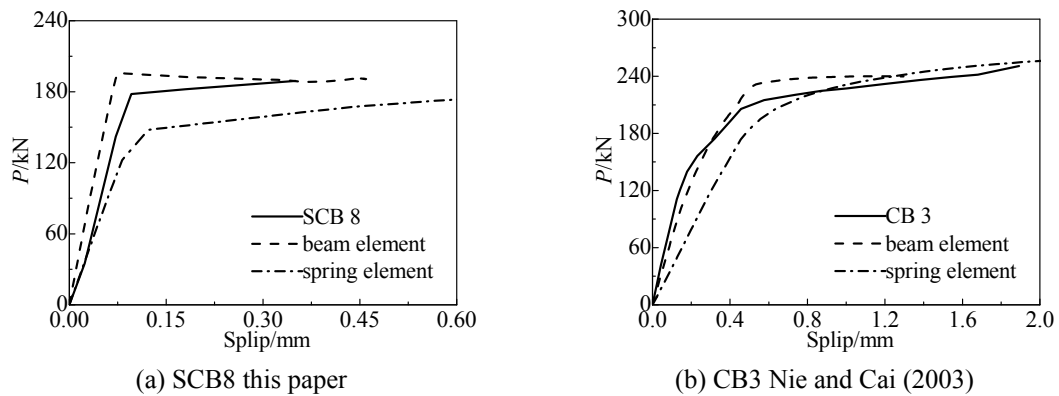 240
180
120
60
0
P/kN
SCB 8
beam element
spring element
0.00 0.15 0.30 0.45 0.60
Splip/mm
(a) SCB8 this paper
300
240
180
120
60
0
P/kN
CB 3
beam element
spring element
0.0 0.4 0.8 1.2 1.6 2.0
Splip/mm
(b) CB3 Nie and Cai (2003)